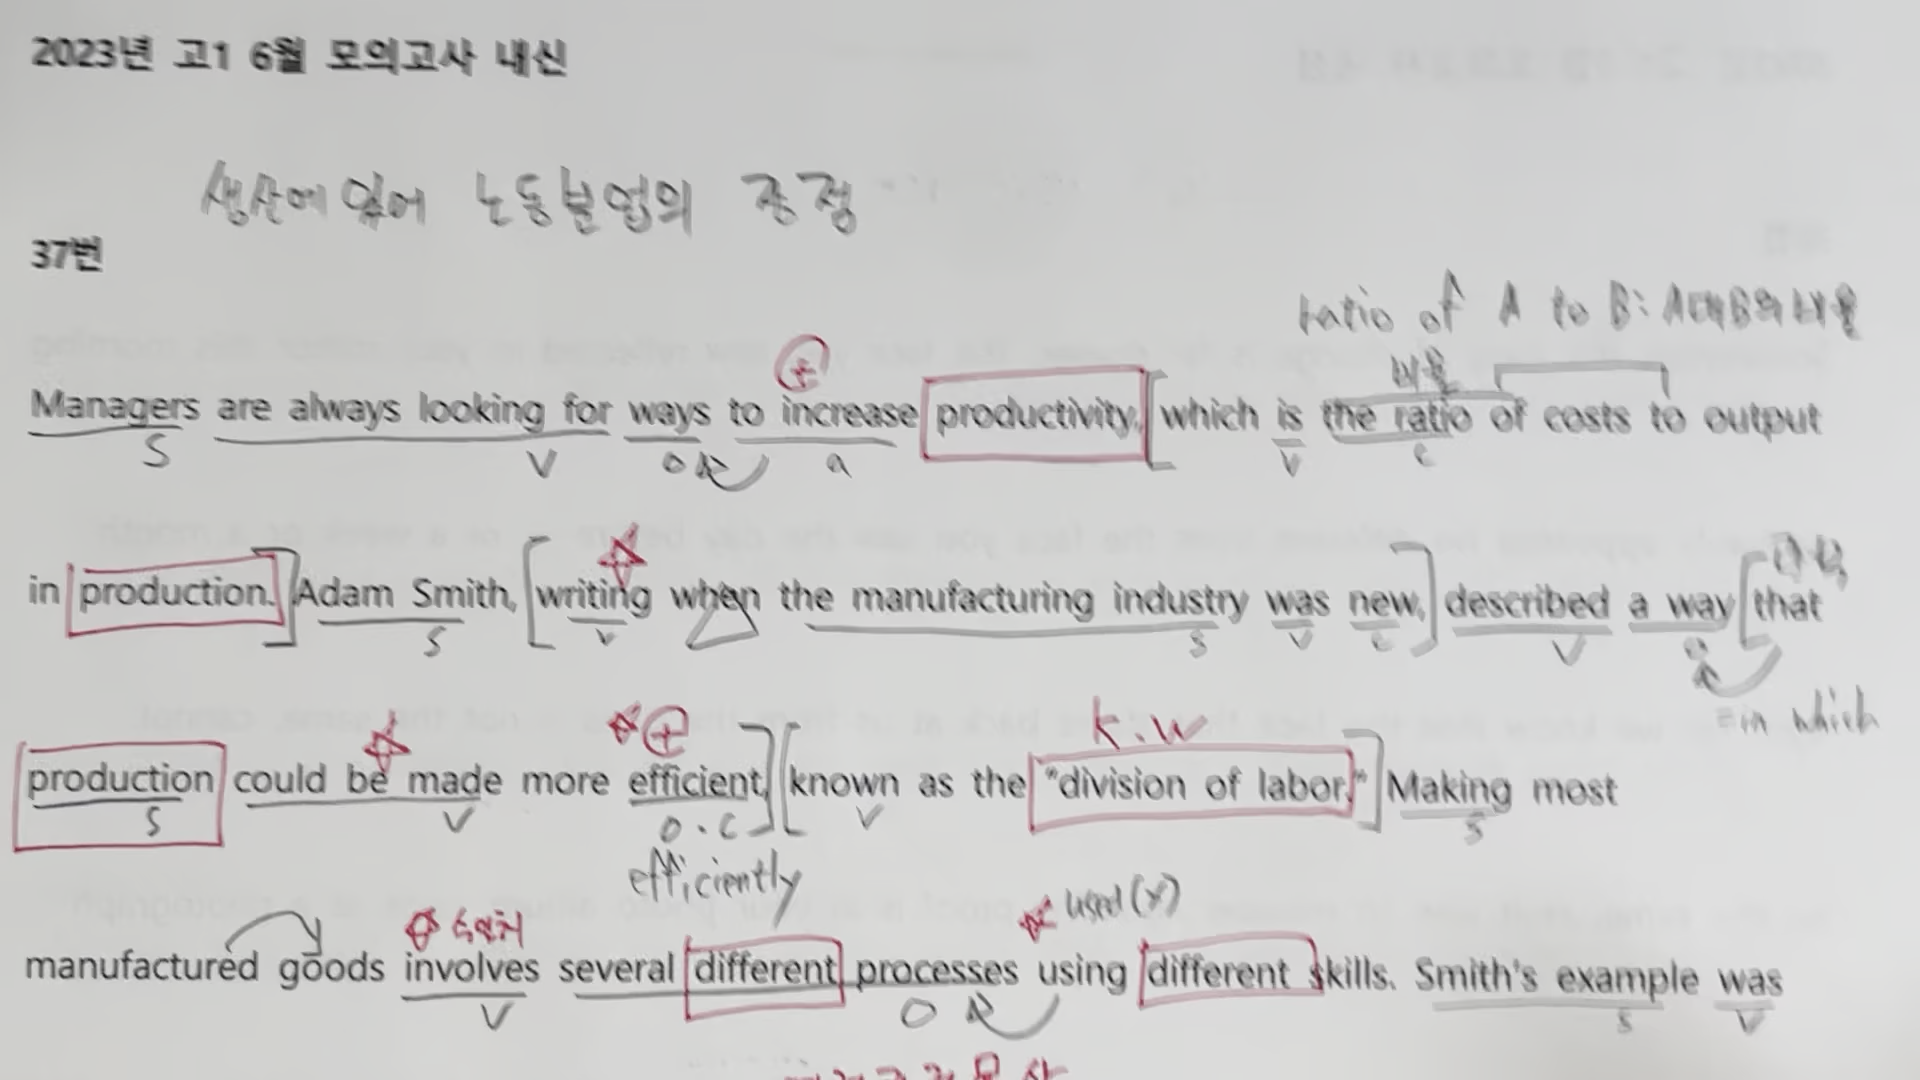 2023년 고1 6월 모의고사 내신
생산에 있어 노동분업의 장점
37번
ratio of A to B: A대B의 비율
비율
Managers are always looking for ways to increase productivity, which is the ratio of costs to output
S V O a V C
in production. Adam Smith, writing when the manufacturing industry was new, described a way that
S V S V C V O
= in which
k.w
production could be made more efficient, known as the "division of labor." Making most
S V O.C V S
efficiently
수일치
used(X)
manufactured goods involves several different processes using different skills. Smith's example was
V O S V